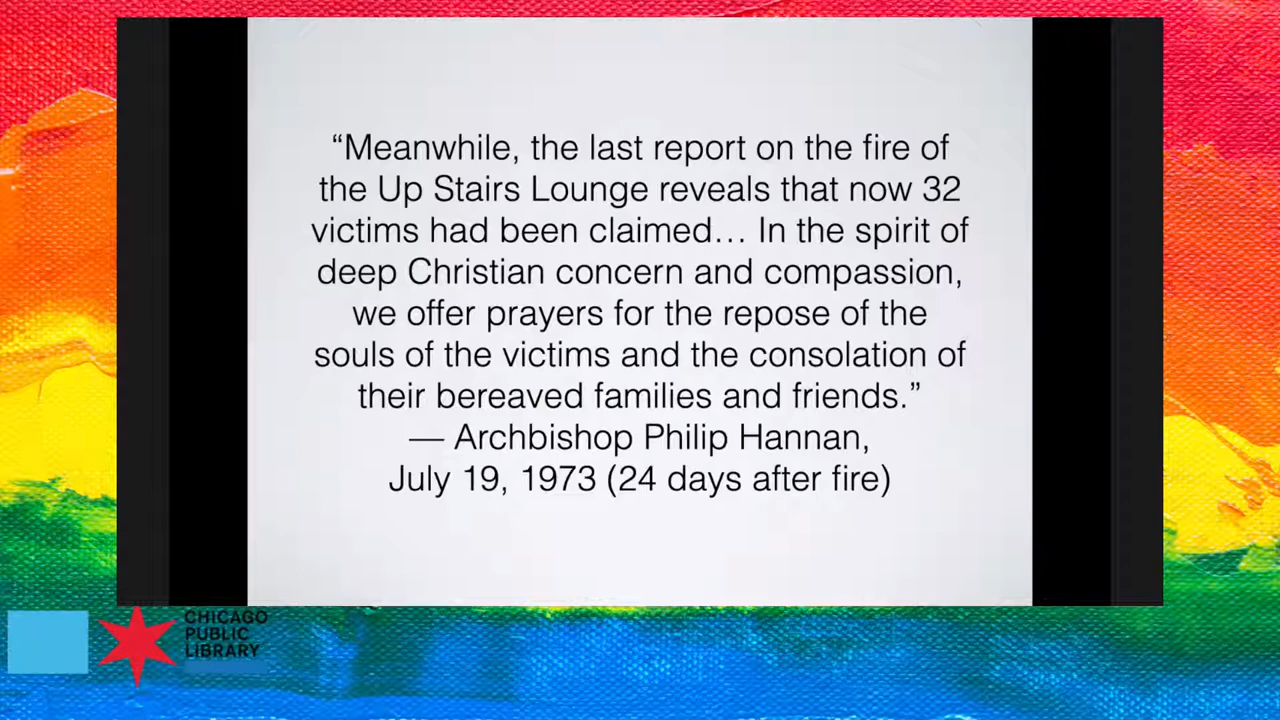 “Meanwhile, the last report on the fire of
the Up Stairs Lounge reveals that now 32
victims had been claimed… In the spirit of
deep Christian concern and compassion,
we offer prayers for the repose of the
souls of the victims and the consolation of
their bereaved families and friends.”
— Archbishop Philip Hannan,
July 19, 1973 (24 days after fire)
CHICAGO
PUBLIC
LIBRARY